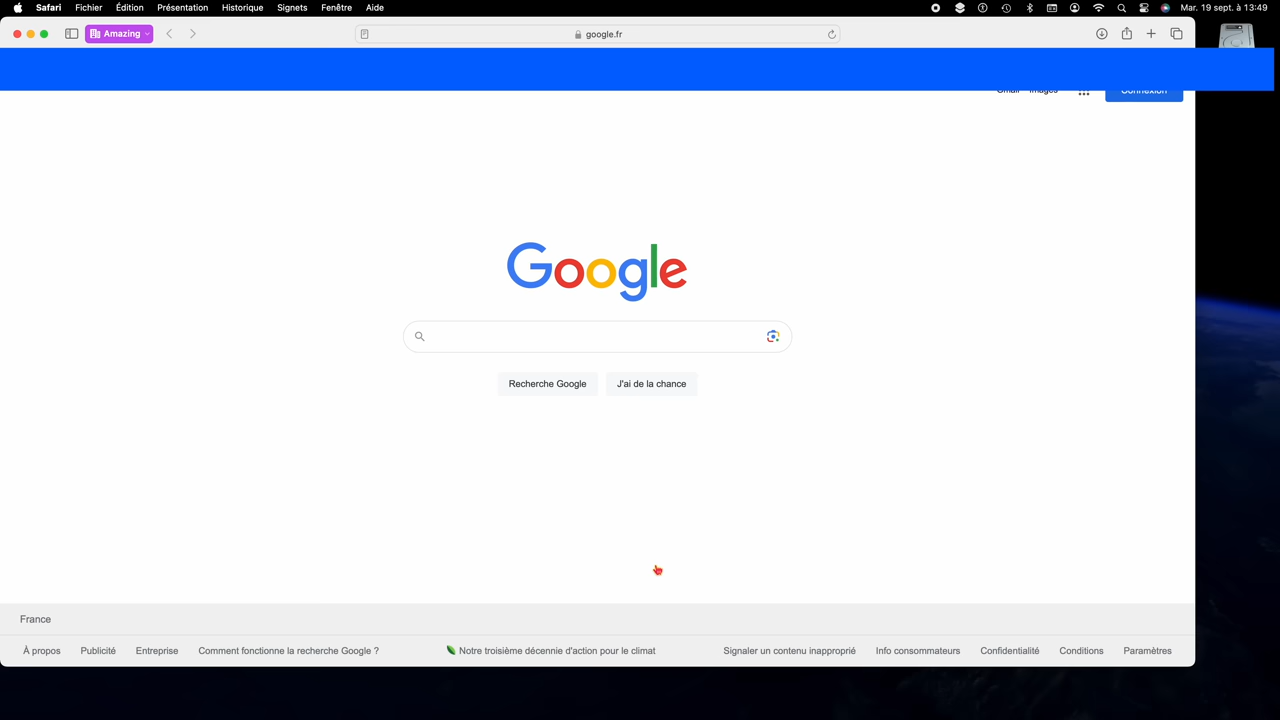 Safari Fichier Édition Présentation Historique Signets Fenêtre Aide Mar. 19 sept. à 13:49
Amazing google.fr
Gmail Images Connexion
Google
Recherche Google J'ai de la chance
France
À propos Publicité Entreprise Comment fonctionne la recherche Google ? Notre troisième décennie d'action pour le climat Signaler un contenu inapproprié Info consommateurs Confidentialité Conditions Paramètres